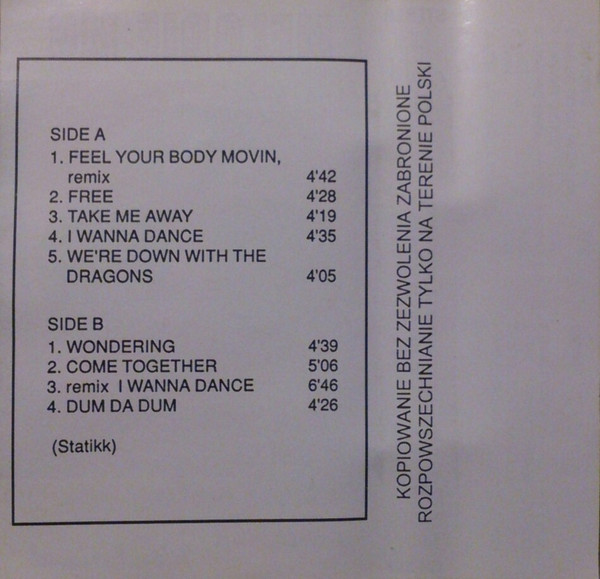 SIDE A
1. FEEL YOUR BODY MOVIN,
remix 4'42
2. FREE 4'28
3. TAKE ME AWAY 4'19
4. I WANNA DANCE 4'35
5. WE'RE DOWN WITH THE
DRAGONS 4'05
SIDE B
1. WONDERING 4'39
2. COME TOGETHER 5'06
3. remix I WANNA DANCE 6'46
4. DUM DA DUM 4'26
(Statikk)
KOPIOWANIE BEZ ZEZWOLENIA ZABRONIONE
ROZPOWSZECHNIANIE TYLKO NA TERENIE POLSKI